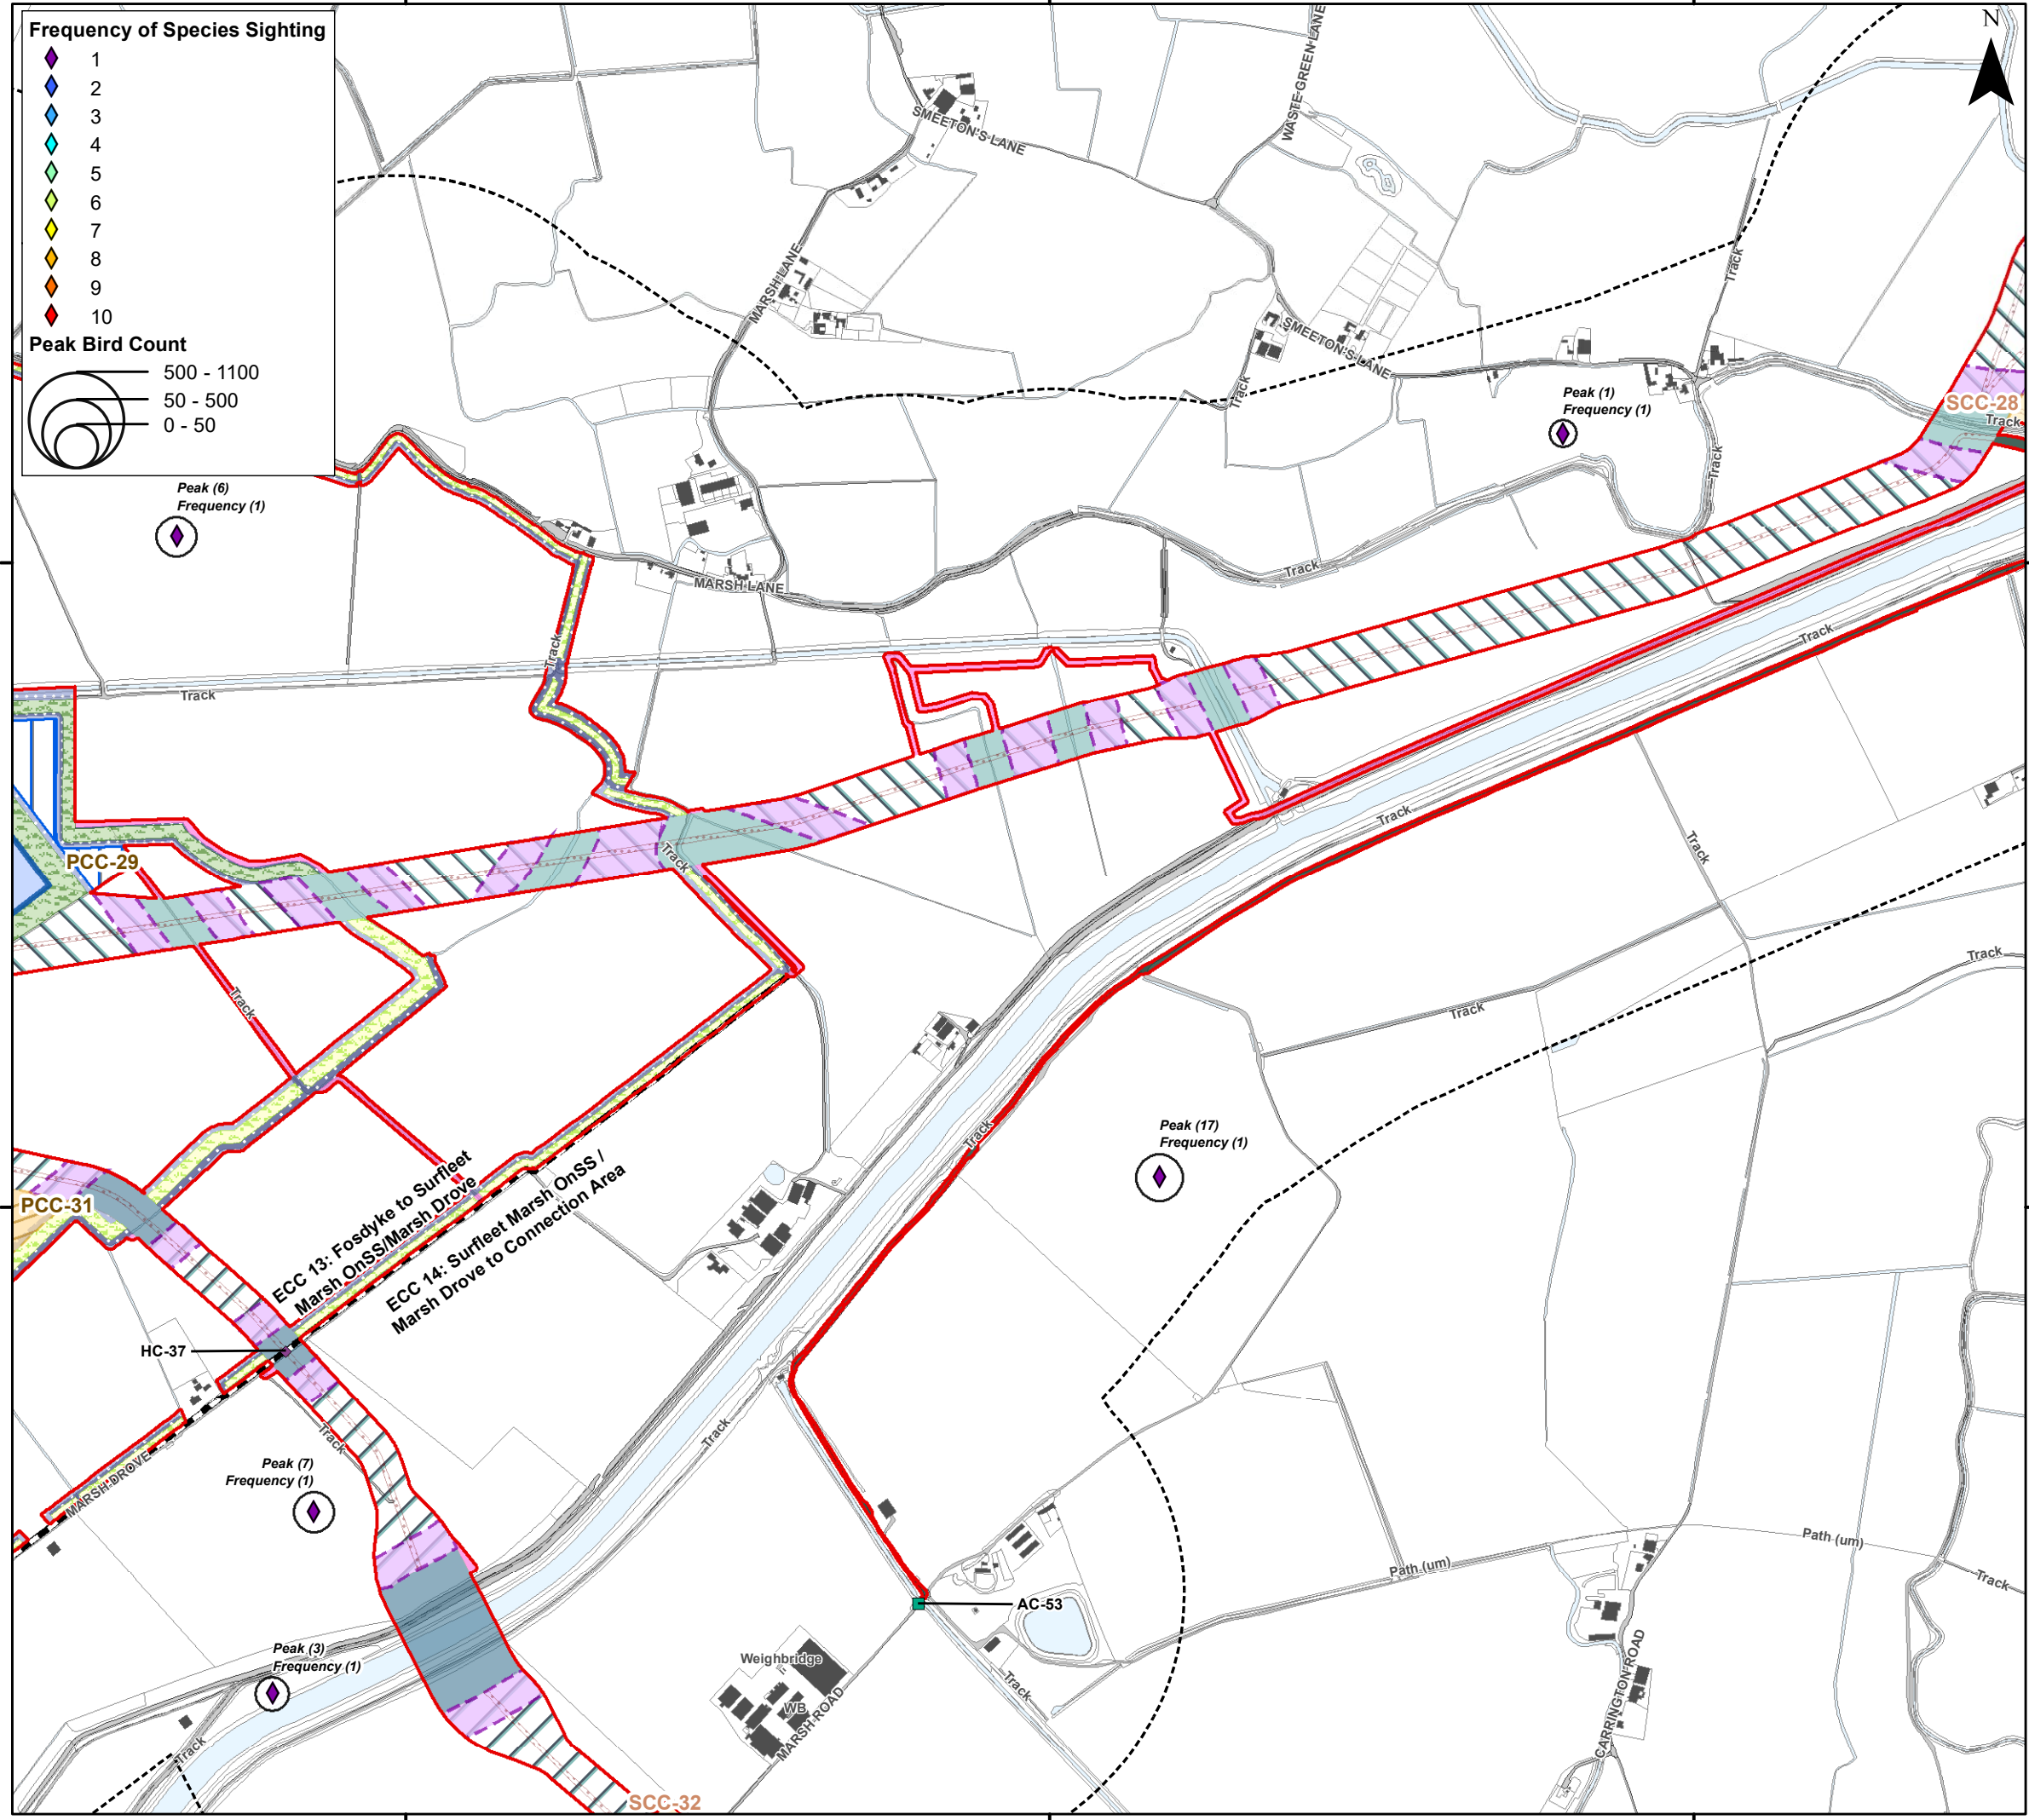 Frequency of Species Sighting
1
2
3
4
5
6
7
8
9
10
Peak Bird Count
500 - 1100
50 - 500
0 - 50
N
WASTE GREEN LANE
SMEETON'S LANE
MARSH LANE
Track
SMEETON'S LANE
Track
Peak (1)
Frequency (1)
SCC-28
Track
Track
Peak (6)
Frequency (1)
MARSH LANE
Track
Track
Track
Track
Track
Track
Track
PCC-29
Track
Track
Track
Track
Peak (17)
Frequency (1)
Track
PCC-31
ECC 13: Fosdyke to Surfleet
Marsh OnSS/Marsh Drove
ECC 14: Surfleet Marsh OnSS /
Marsh Drove to Connection Area
HC-37
Track
Track
MARSH DROVE
Peak (7)
Frequency (1)
Path (um)
Path (um)
Track
AC-53
Peak (3)
Frequency (1)
Weighbridge
WB
MARSH ROAD
Track
CARRINGTON ROAD
Track
SCC-32